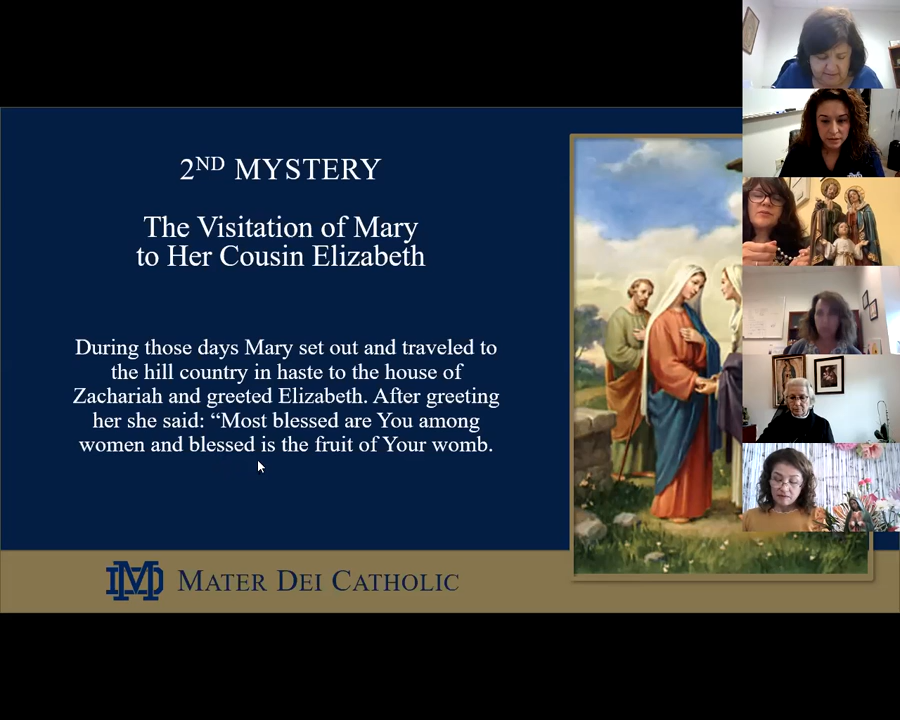 2ND MYSTERY
The Visitation of Mary
to Her Cousin Elizabeth
During those days Mary set out and traveled to
the hill country in haste to the house of
Zachariah and greeted Elizabeth. After greeting
her she said: “Most blessed are You among
women and blessed is the fruit of Your womb.
MD MATER DEI CATHOLIC